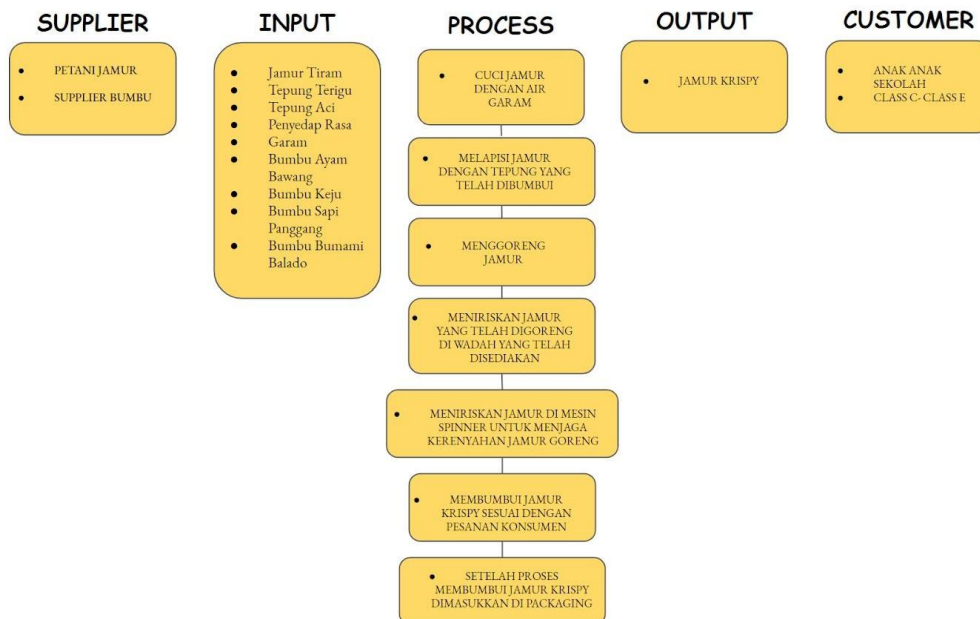 SUPPLIER
PETANI JAMUR
SUPPLIER BUMBU
INPUT
Jamur Tiram
Tepung Terigu
Tepung Aci
Penyedap Rasa
Garam
Bumbu Ayam
Bawang
Bumbu Keju
Bumbu Sapi
Panggang
Bumbu Bumami
Balado
PROCESS
CUCI JAMUR
DENGAN AIR
GARAM
MELAPISI JAMUR
DENGAN TEPUNG YANG
TELAH DIBUMBUI
MENGGORENG
JAMUR
MENIRISKAN JAMUR
YANG TELAH DIGORENG
DI WADAH YANG TELAH
DISEDIAKAN
MENIRISKAN JAMUR DI MESIN
SPINNER UNTUK MENJAGA
KERENYAHAN JAMUR GORENG
MEMBUMBUI JAMUR
KRISPY SESUAI DENGAN
PESANAN KONSUMEN
SETELAH PROSES
MEMBUMBUI JAMUR KRISPY
DIMASUKKAN DI PACKAGING
OUTPUT
JAMUR KRISPY
CUSTOMER
ANAK ANAK
SEKOLAH
CLASS C- CLASS E